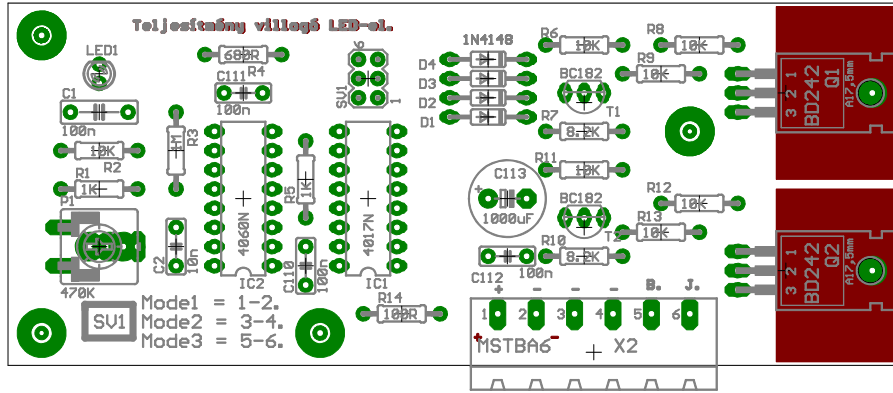 Teljesítmény villogó LED-el.
LED1
C1
100n
10K
R2
R1
1K
P1
470K
R3
1M
C2
10n
680R
R4
C111
100n
4060N
IC2
R5
1K
C110
100n
SV1
6
1
4017N
IC1
R14
100R
1N4148
D4
D3
D2
D1
C113
+
1000uF
C112
100n
R6
10K
BC182
T1
R7
8.2K
R8
10K
R9
10K
R11
10K
BC182
T2
R10
8.2K
R12
10K
R13
10K
1
2
3
BD242
Q1
A17,5mm
1
2
3
BD242
Q2
A17,5mm
SV1
Mode1 = 1-2.
Mode2 = 3-4.
Mode3 = 5-6.
+ - - - B. J.
1 2 3 4 5 6
+ MSTBA6 - X2